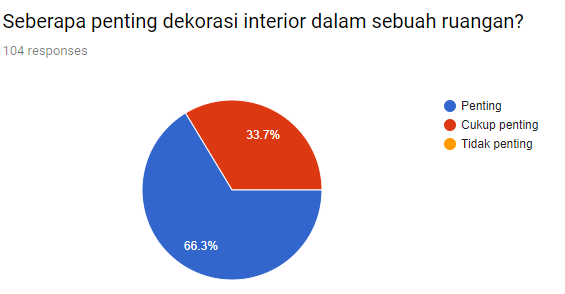 Seberapa penting dekorasi interior dalam sebuah ruangan?
104 responses
Penting
Cukup penting
Tidak penting
33.7%
66.3%